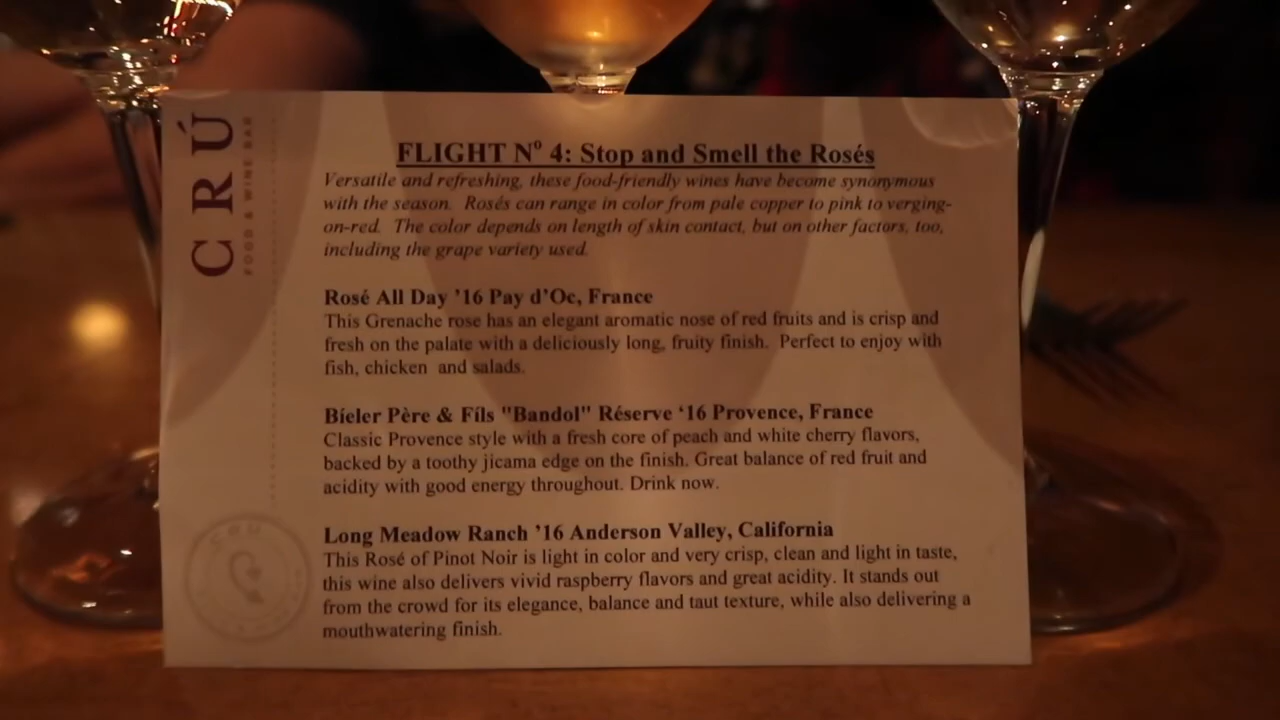 CRÚ
FOOD & WINE BAR
FLIGHT Nº 4: Stop and Smell the Rosés
Versatile and refreshing, these food-friendly wines have become synonymous
with the season. Rosés can range in color from pale copper to pink to verging-
on-red. The color depends on length of skin contact, but on other factors, too,
including the grape variety used.
Rosé All Day ’16 Pay d’Oc, France
This Grenache rose has an elegant aromatic nose of red fruits and is crisp and
fresh on the palate with a deliciously long, fruity finish. Perfect to enjoy with
fish, chicken and salads.
Bíeler Père & Fíls "Bandol" Réserve ‘16 Provence, France
Classic Provence style with a fresh core of peach and white cherry flavors,
backed by a toothy jicama edge on the finish. Great balance of red fruit and
acidity with good energy throughout. Drink now.
Long Meadow Ranch ’16 Anderson Valley, California
This Rosé of Pinot Noir is light in color and very crisp, clean and light in taste,
this wine also delivers vivid raspberry flavors and great acidity. It stands out
from the crowd for its elegance, balance and taut texture, while also delivering a
mouthwatering finish.